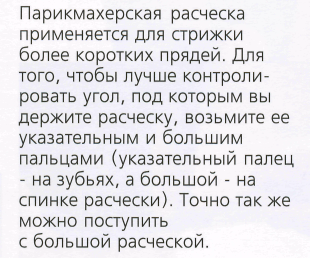 Парикмахерская расческа
применяется для стрижки
более коротких прядей. Для
того, чтобы лучше контроли-
ровать угол, под которым вы
держите расческу, возьмите ее
указательным и большим
пальцами (указательный палец
- на зубьях, а большой - на
спинке расчески). Точно так же
можно поступить
с большой расческой.